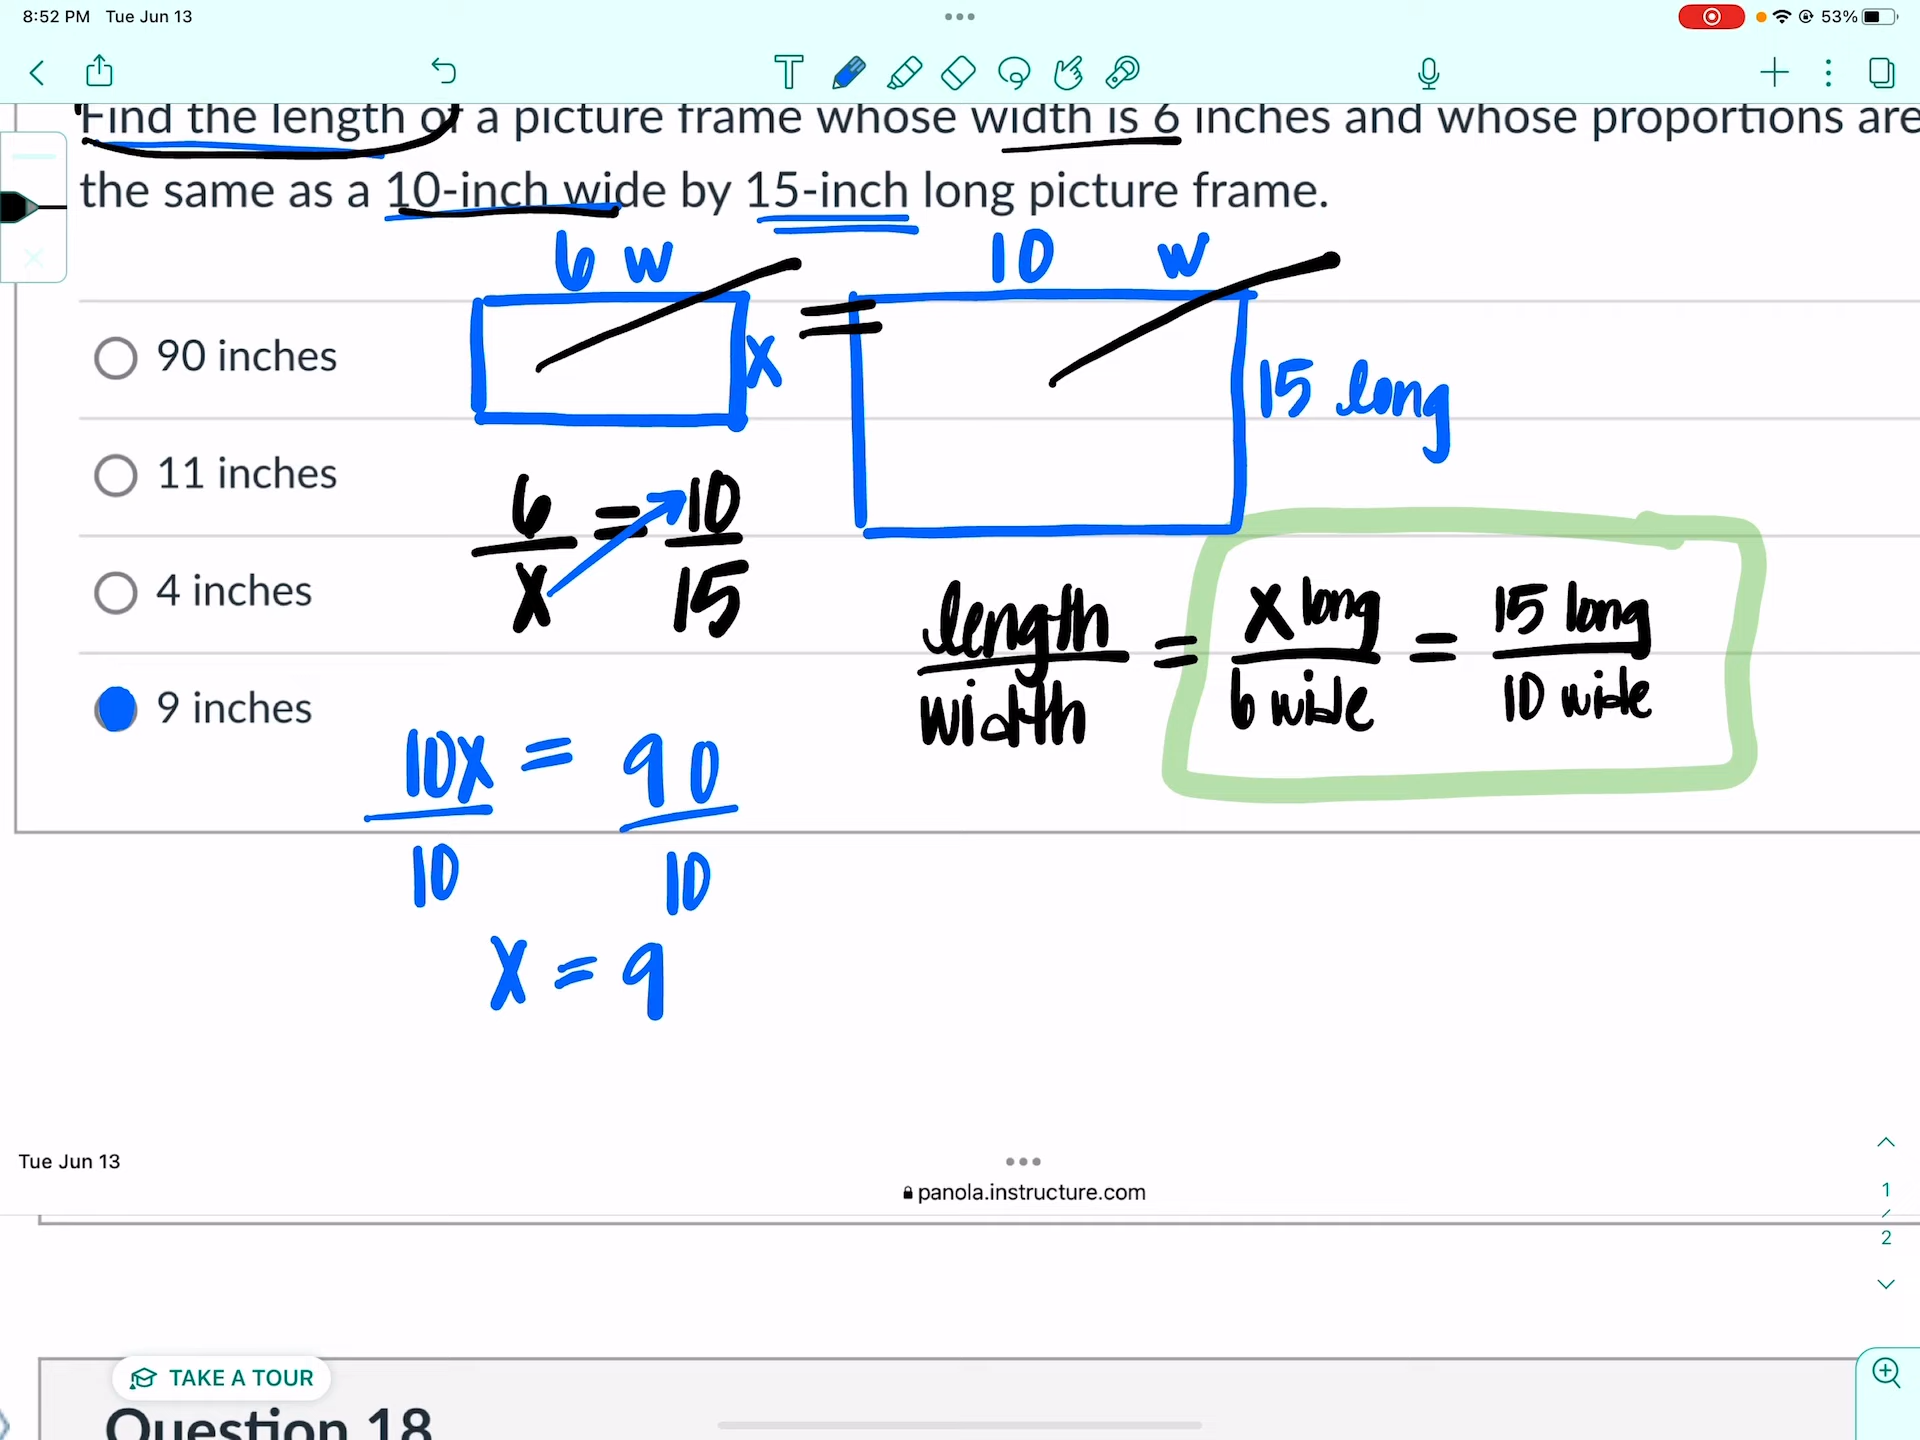 8:52 PM Tue Jun 13
53%
T
Find the length of a picture frame whose width is 6 inches and whose proportions are
the same as a 10-inch wide by 15-inch long picture frame.
6 w
10 w
90 inches
x
15 long
11 inches
6 = 10
x 15
4 inches
length = x long = 15 long
width 6 wide 10 wide
9 inches
10x = 90
10 10
x = 9
Tue Jun 13
panola.instructure.com
1
/
2
TAKE A TOUR
Question 18